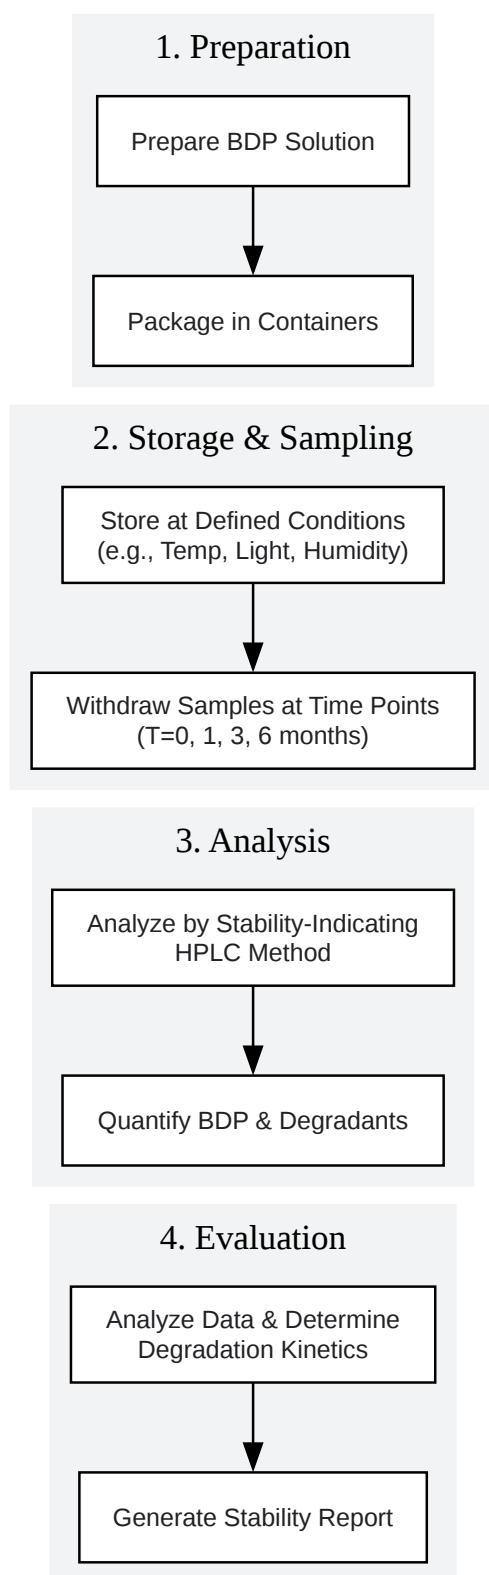 1. Preparation
Prepare BDP Solution
Package in Containers
2. Storage & Sampling
Store at Defined Conditions
(e.g., Temp, Light, Humidity)
Withdraw Samples at Time Points
(T=0, 1, 3, 6 months)
3. Analysis
Analyze by Stability-Indicating
HPLC Method
Quantify BDP & Degradants
4. Evaluation
Analyze Data & Determine
Degradation Kinetics
Generate Stability Report